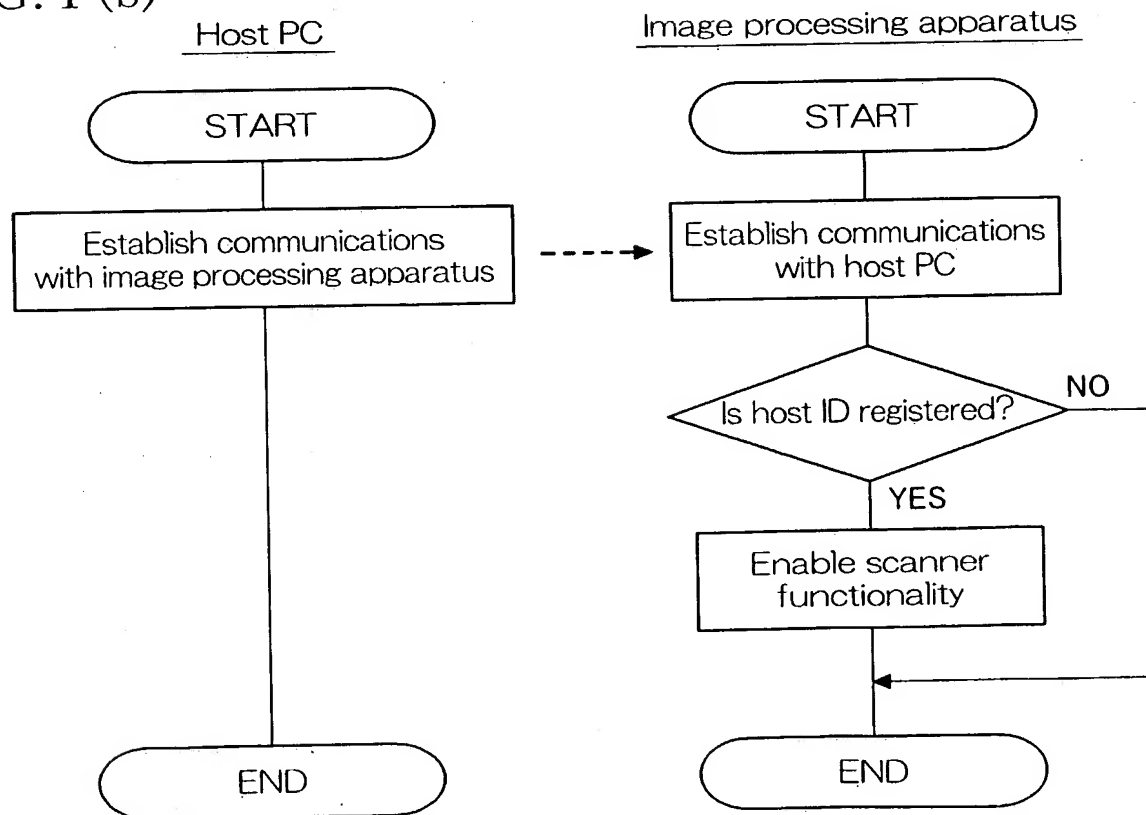 G. 1 (b)
Host PC
START
Establish communications
with image processing apparatus
END
Image processing apparatus
START
Establish communications
with host PC
Is host ID registered?
NO
YES
Enable scanner
functionality
END